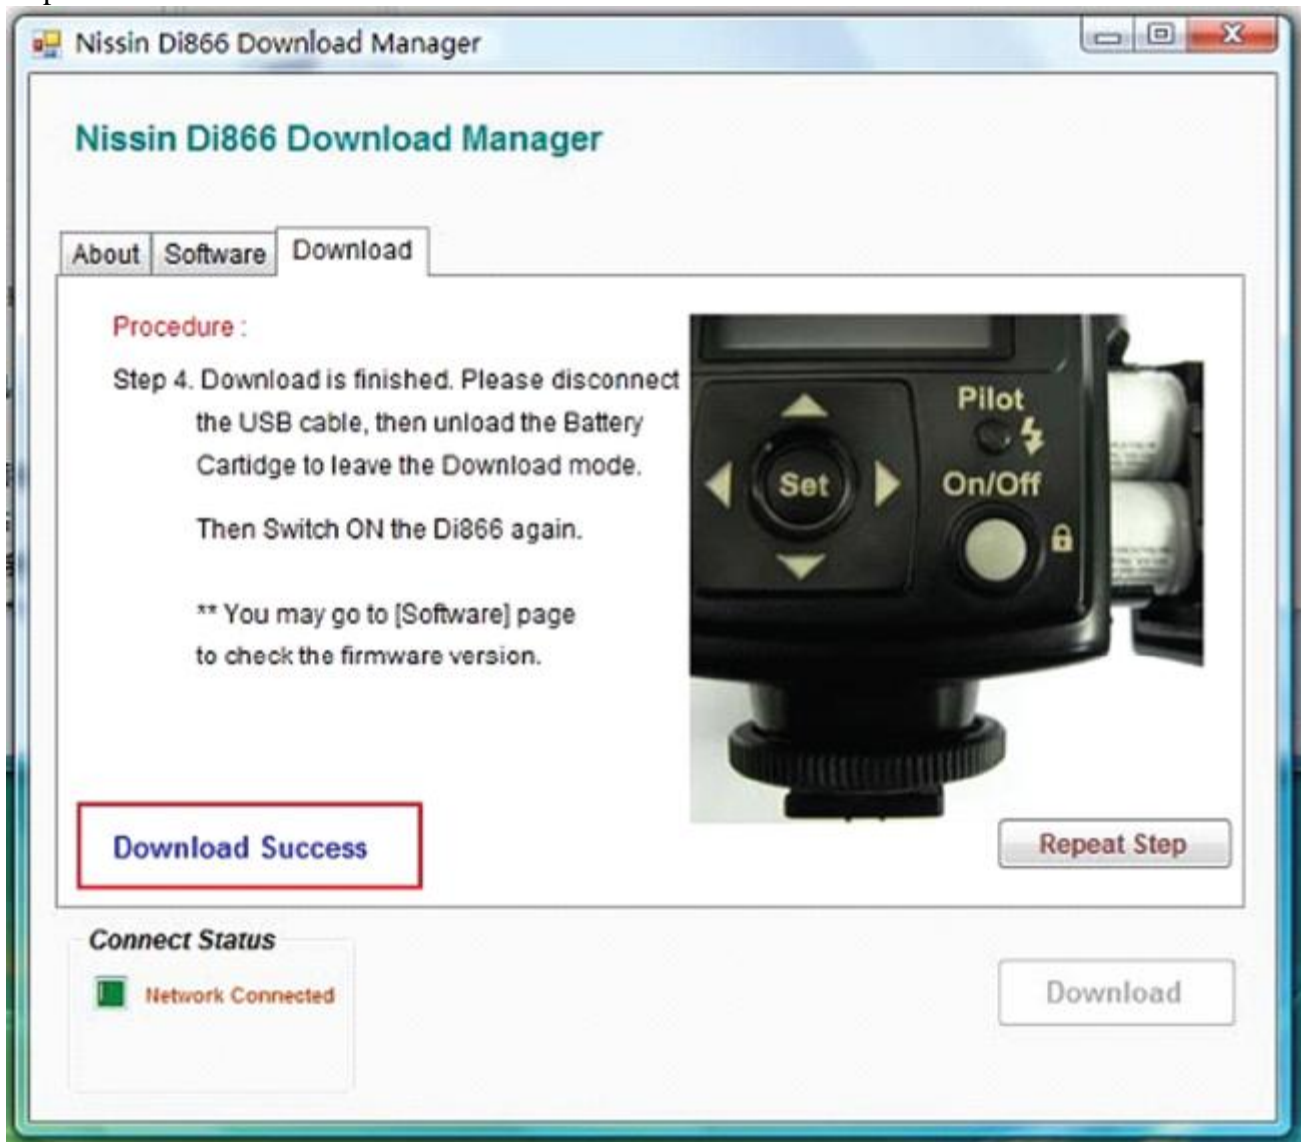 Nissin Di866 Download Manager
Nissin Di866 Download Manager
About Software Download
Procedure :
Step 4. Download is finished. Please disconnect
the USB cable, then unload the Battery
Cartidge to leave the Download mode.
Then Switch ON the Di866 again.
** You may go to [Software] page
to check the firmware version.
Pilot
Set
On/Off
Download Success
Repeat Step
Connect Status
Network Connected
Download